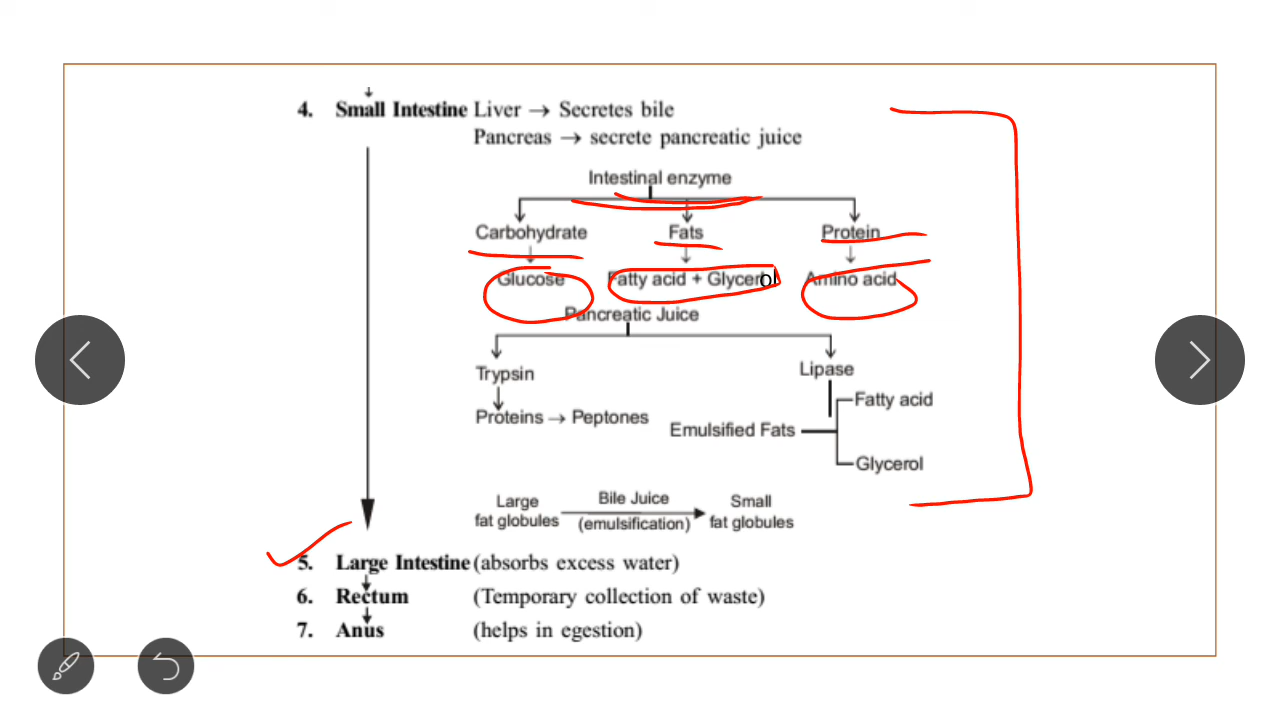 4. Small Intestine Liver → Secretes bile
Pancreas → secrete pancreatic juice
Intestinal enzyme
Carbohydrate Fats Protein
Glucose Fatty acid + Glycerol Amino acid
Pancreatic Juice
Trypsin Lipase
Proteins → Peptones
Fatty acid
Emulsified Fats
Glycerol
Large fat globules Bile Juice (emulsification) Small fat globules
5. Large Intestine (absorbs excess water)
6. Rectum (Temporary collection of waste)
7. Anus (helps in egestion)